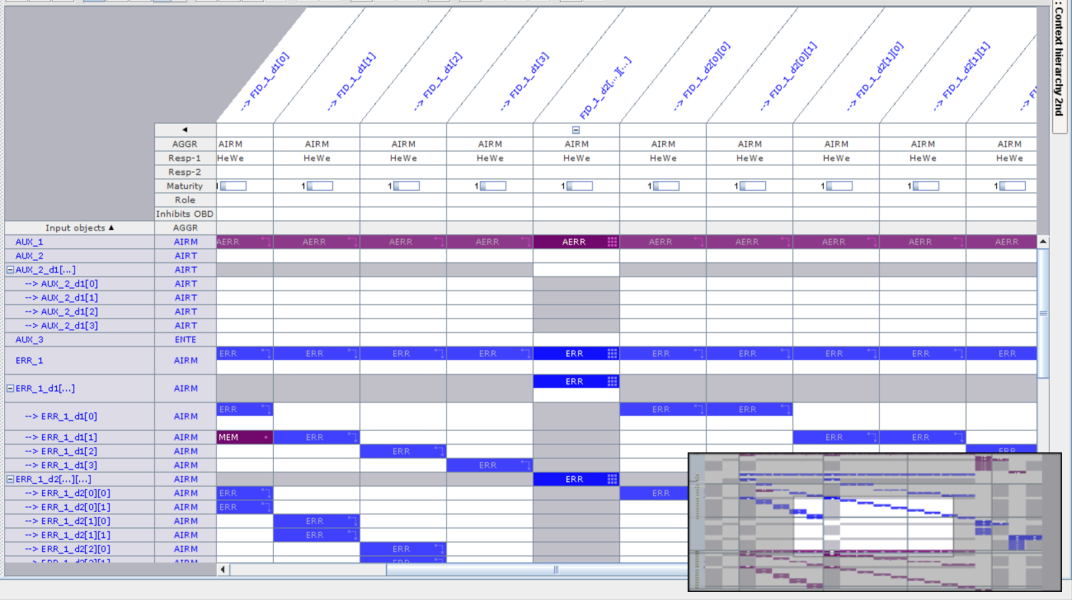 --> FID_1_d1[0]
--> FID_1_d1[1]
--> FID_1_d1[2]
--> FID_1_d1[3]
FID_1_d2[...][...]
--> FID_1_d2[0][0]
--> FID_1_d2[0][1]
--> FID_1_d2[1][0]
--> FID_1_d2[1][1]
: Context hierarchy 2nd
AGGR AIRM AIRM AIRM AIRM AIRM AIRM AIRM AIRM AIRM AIRM
Resp-1 HeWe HeWe HeWe HeWe HeWe HeWe HeWe HeWe HeWe HeWe
Resp-2
Maturity 1 1 1 1 1 1 1 1 1 1
Role
Inhibits OBD
Input objects ▲ AGGR
AUX_1 AIRM AERR AERR AERR AERR AERR AERR AERR AERR AERR AERR
AUX_2 AIRT
AUX_2_d1[...] AIRT
--> AUX_2_d1[0] AIRT
--> AUX_2_d1[1] AIRT
--> AUX_2_d1[2] AIRT
--> AUX_2_d1[3] AIRT
AUX_3 ENTE
ERR_1 AIRM ERR ERR ERR ERR ERR ERR ERR ERR ERR ERR
ERR_1_d1[...] AIRM ERR
--> ERR_1_d1[0] AIRM ERR ERR ERR
--> ERR_1_d1[1] AIRM MEM ERR ERR ERR
--> ERR_1_d1[2] AIRM ERR ERR
--> ERR_1_d1[3] AIRM ERR
ERR_1_d2[...][...] AIRM ERR
--> ERR_1_d2[0][0] AIRM ERR ERR
--> ERR_1_d2[0][1] AIRM ERR
--> ERR_1_d2[1][0] AIRM ERR
--> ERR_1_d2[1][1] AIRM ERR
--> ERR_1_d2[2][0] AIRM ERR